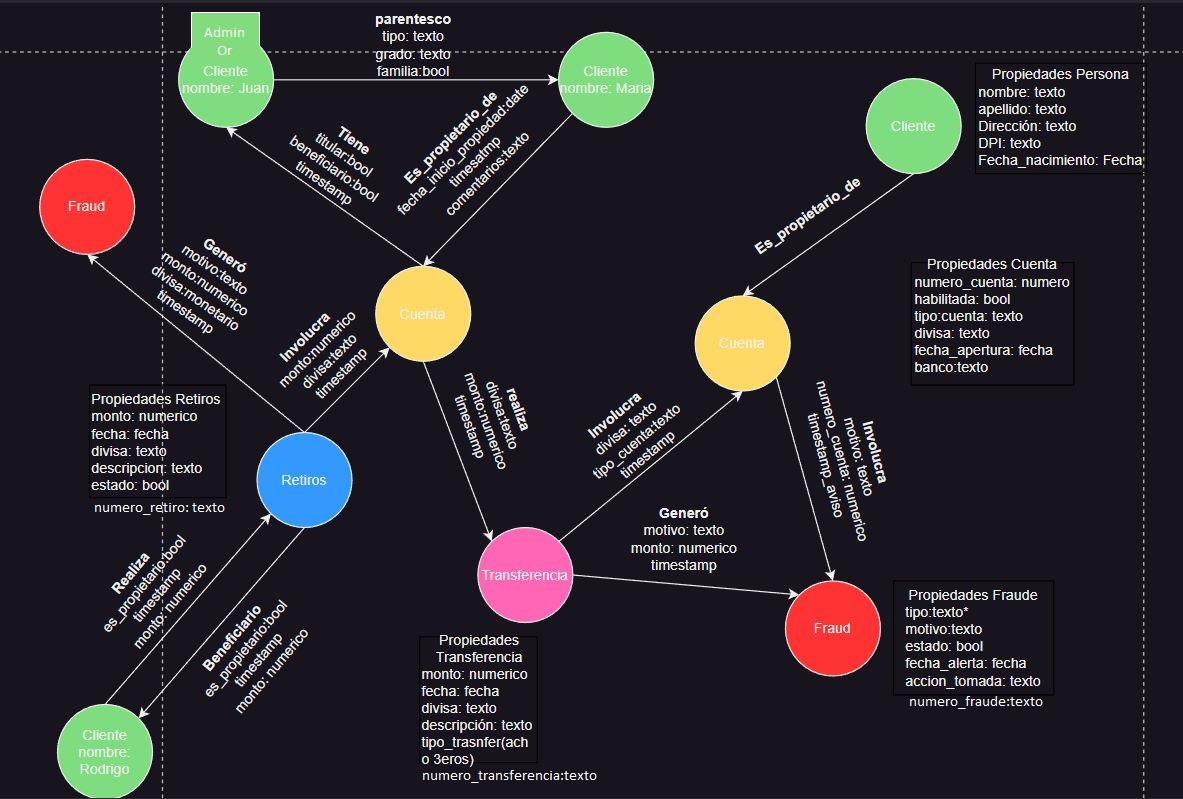 Admin
Or
Cliente
nombre: Juan
parentesco
tipo: texto
grado: texto
familia:bool
Cliente
nombre: Maria
Cliente
Propiedades Persona
nombre: texto
apellido: texto
Dirección: texto
DPI: texto
Fecha_nacimiento: Fecha
Tiene
titular:bool
beneficiario:bool
timestamp
Es_propietario_de
fecha_inicio_propiedad:date
timesatmp
comentarios:texto
Es_propietario_de
Fraud
Generó
motivo:texto
monto:numerico
divisa:monetario
timestamp
Involucra
monto:numerico
divisa:texto
timestamp
Cuenta
Cuenta
Propiedades Cuenta
numero_cuenta: numero
habilitada: bool
tipo:cuenta: texto
divisa: texto
fecha_apertura: fecha
banco:texto
Propiedades Retiros
monto: numerico
fecha: fecha
divisa: texto
descripcion: texto
estado: bool
numero_retiro: texto
realiza
divisa:texto
monto:numerico
timestamp
Involucra
divisa: texto
tipo_cuenta:texto
timestamp
Involucra
motivo: texto
numero_cuenta: numerico
timestamp_aviso
Retiros
Generó
motivo: texto
monto: numerico
timestamp
Transferencia
Fraud
Realiza
es_propietario:bool
timestamp
monto: numerico
Beneficiario
es_propietario:bool
timestamp
monto: numerico
Propiedades Fraude
tipo:texto*
motivo:texto
estado: bool
fecha_alerta: fecha
accion_tomada: texto
numero_fraude:texto
Propiedades
Transferencia
monto: numerico
fecha: fecha
divisa: texto
descripción: texto
tipo_trasnfer(ach
o 3eros)
numero_transferencia:texto
Cliente
nombre:
Rodrigo